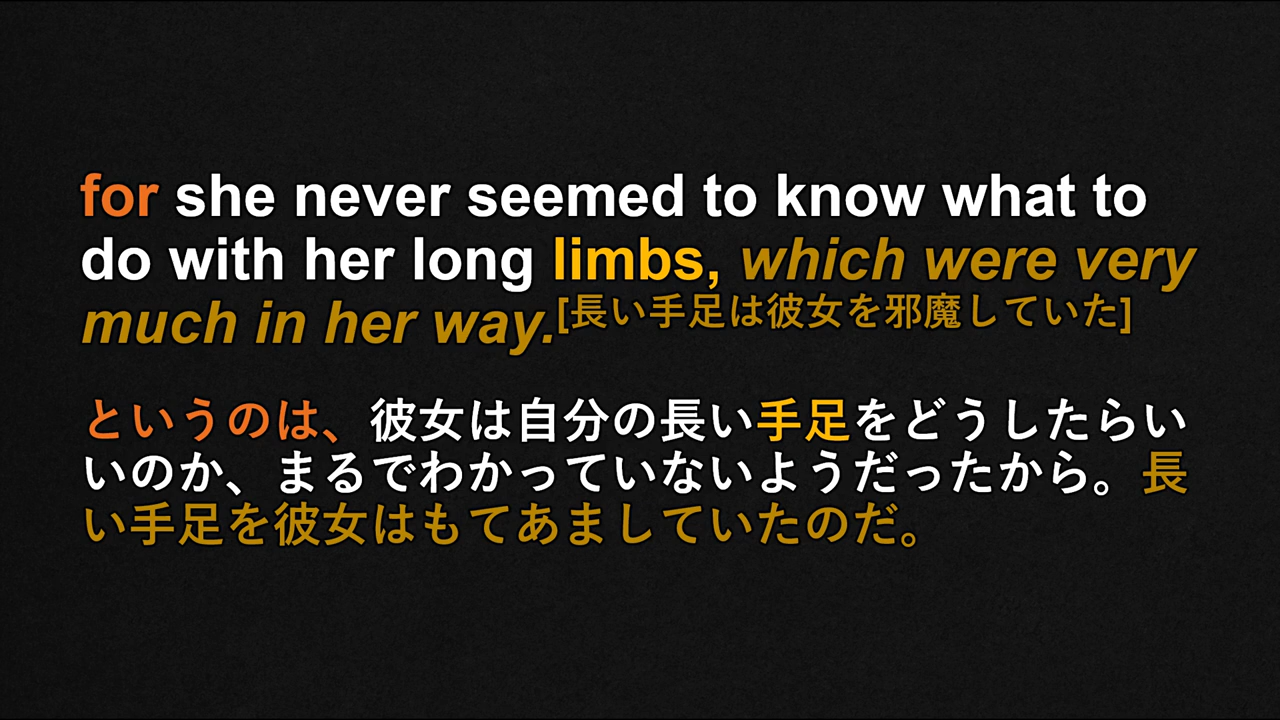 for she never seemed to know what to
do with her long limbs, which were very
much in her way.[長い手足は彼女を邪魔していた]
というのは、彼女は自分の長い手足をどうしたらい
いのか、まるでわかっていないようだったから。長
い手足を彼女はもてあましていたのだ。